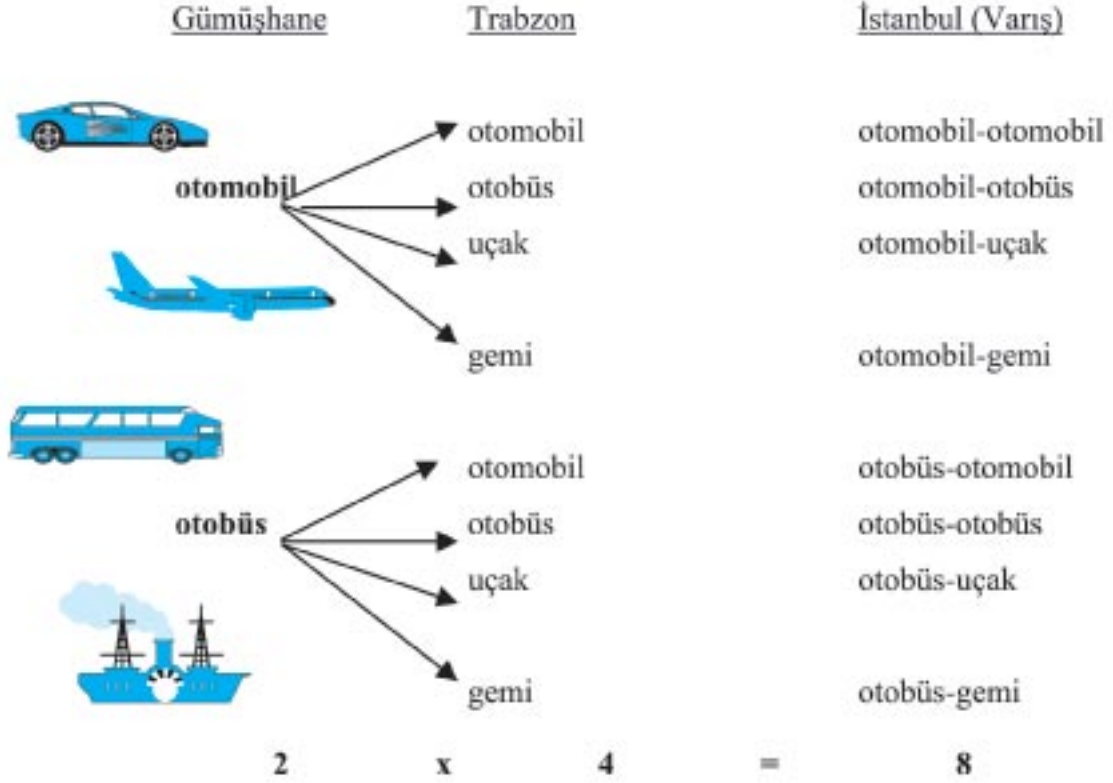 Gümüşhane Trabzon İstanbul (Varış)
otomobil otomobil-otomobil
otomobil otobüs otomobil-otobüs
uçak otomobil-uçak
gemi otomobil-gemi
otomobil otobüs-otomobil
otobüs otobüs otobüs-otobüs
uçak otobüs-uçak
gemi otobüs-gemi
2 x 4 = 8